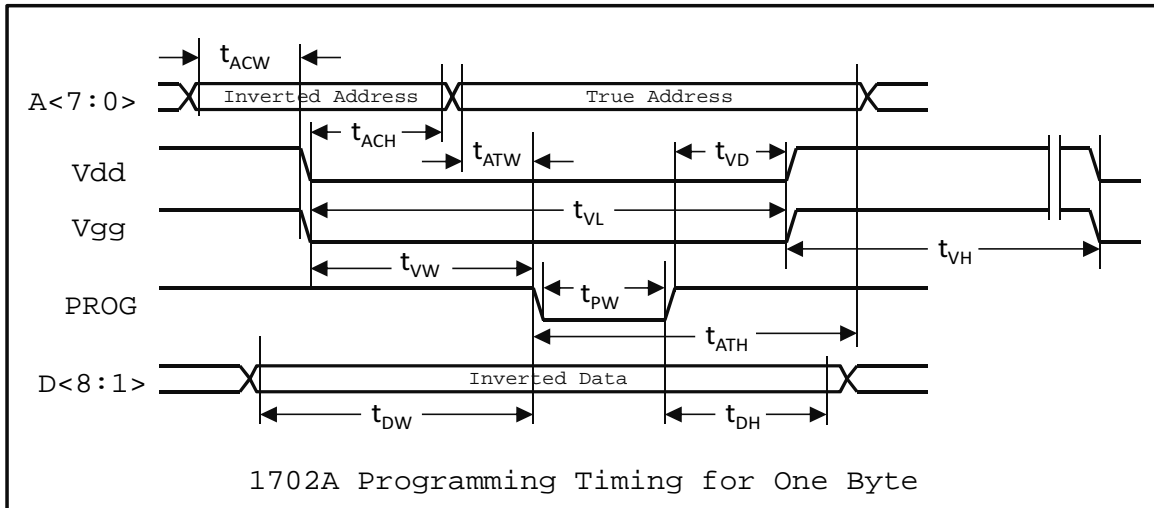 tACW
A<7:0>
Inverted Address
True Address
tACH
tATW
tVD
Vdd
tVL
Vgg
tVH
tVW
tPW
PROG
tATH
D<8:1>
Inverted Data
tDW
tDH
1702A Programming Timing for One Byte